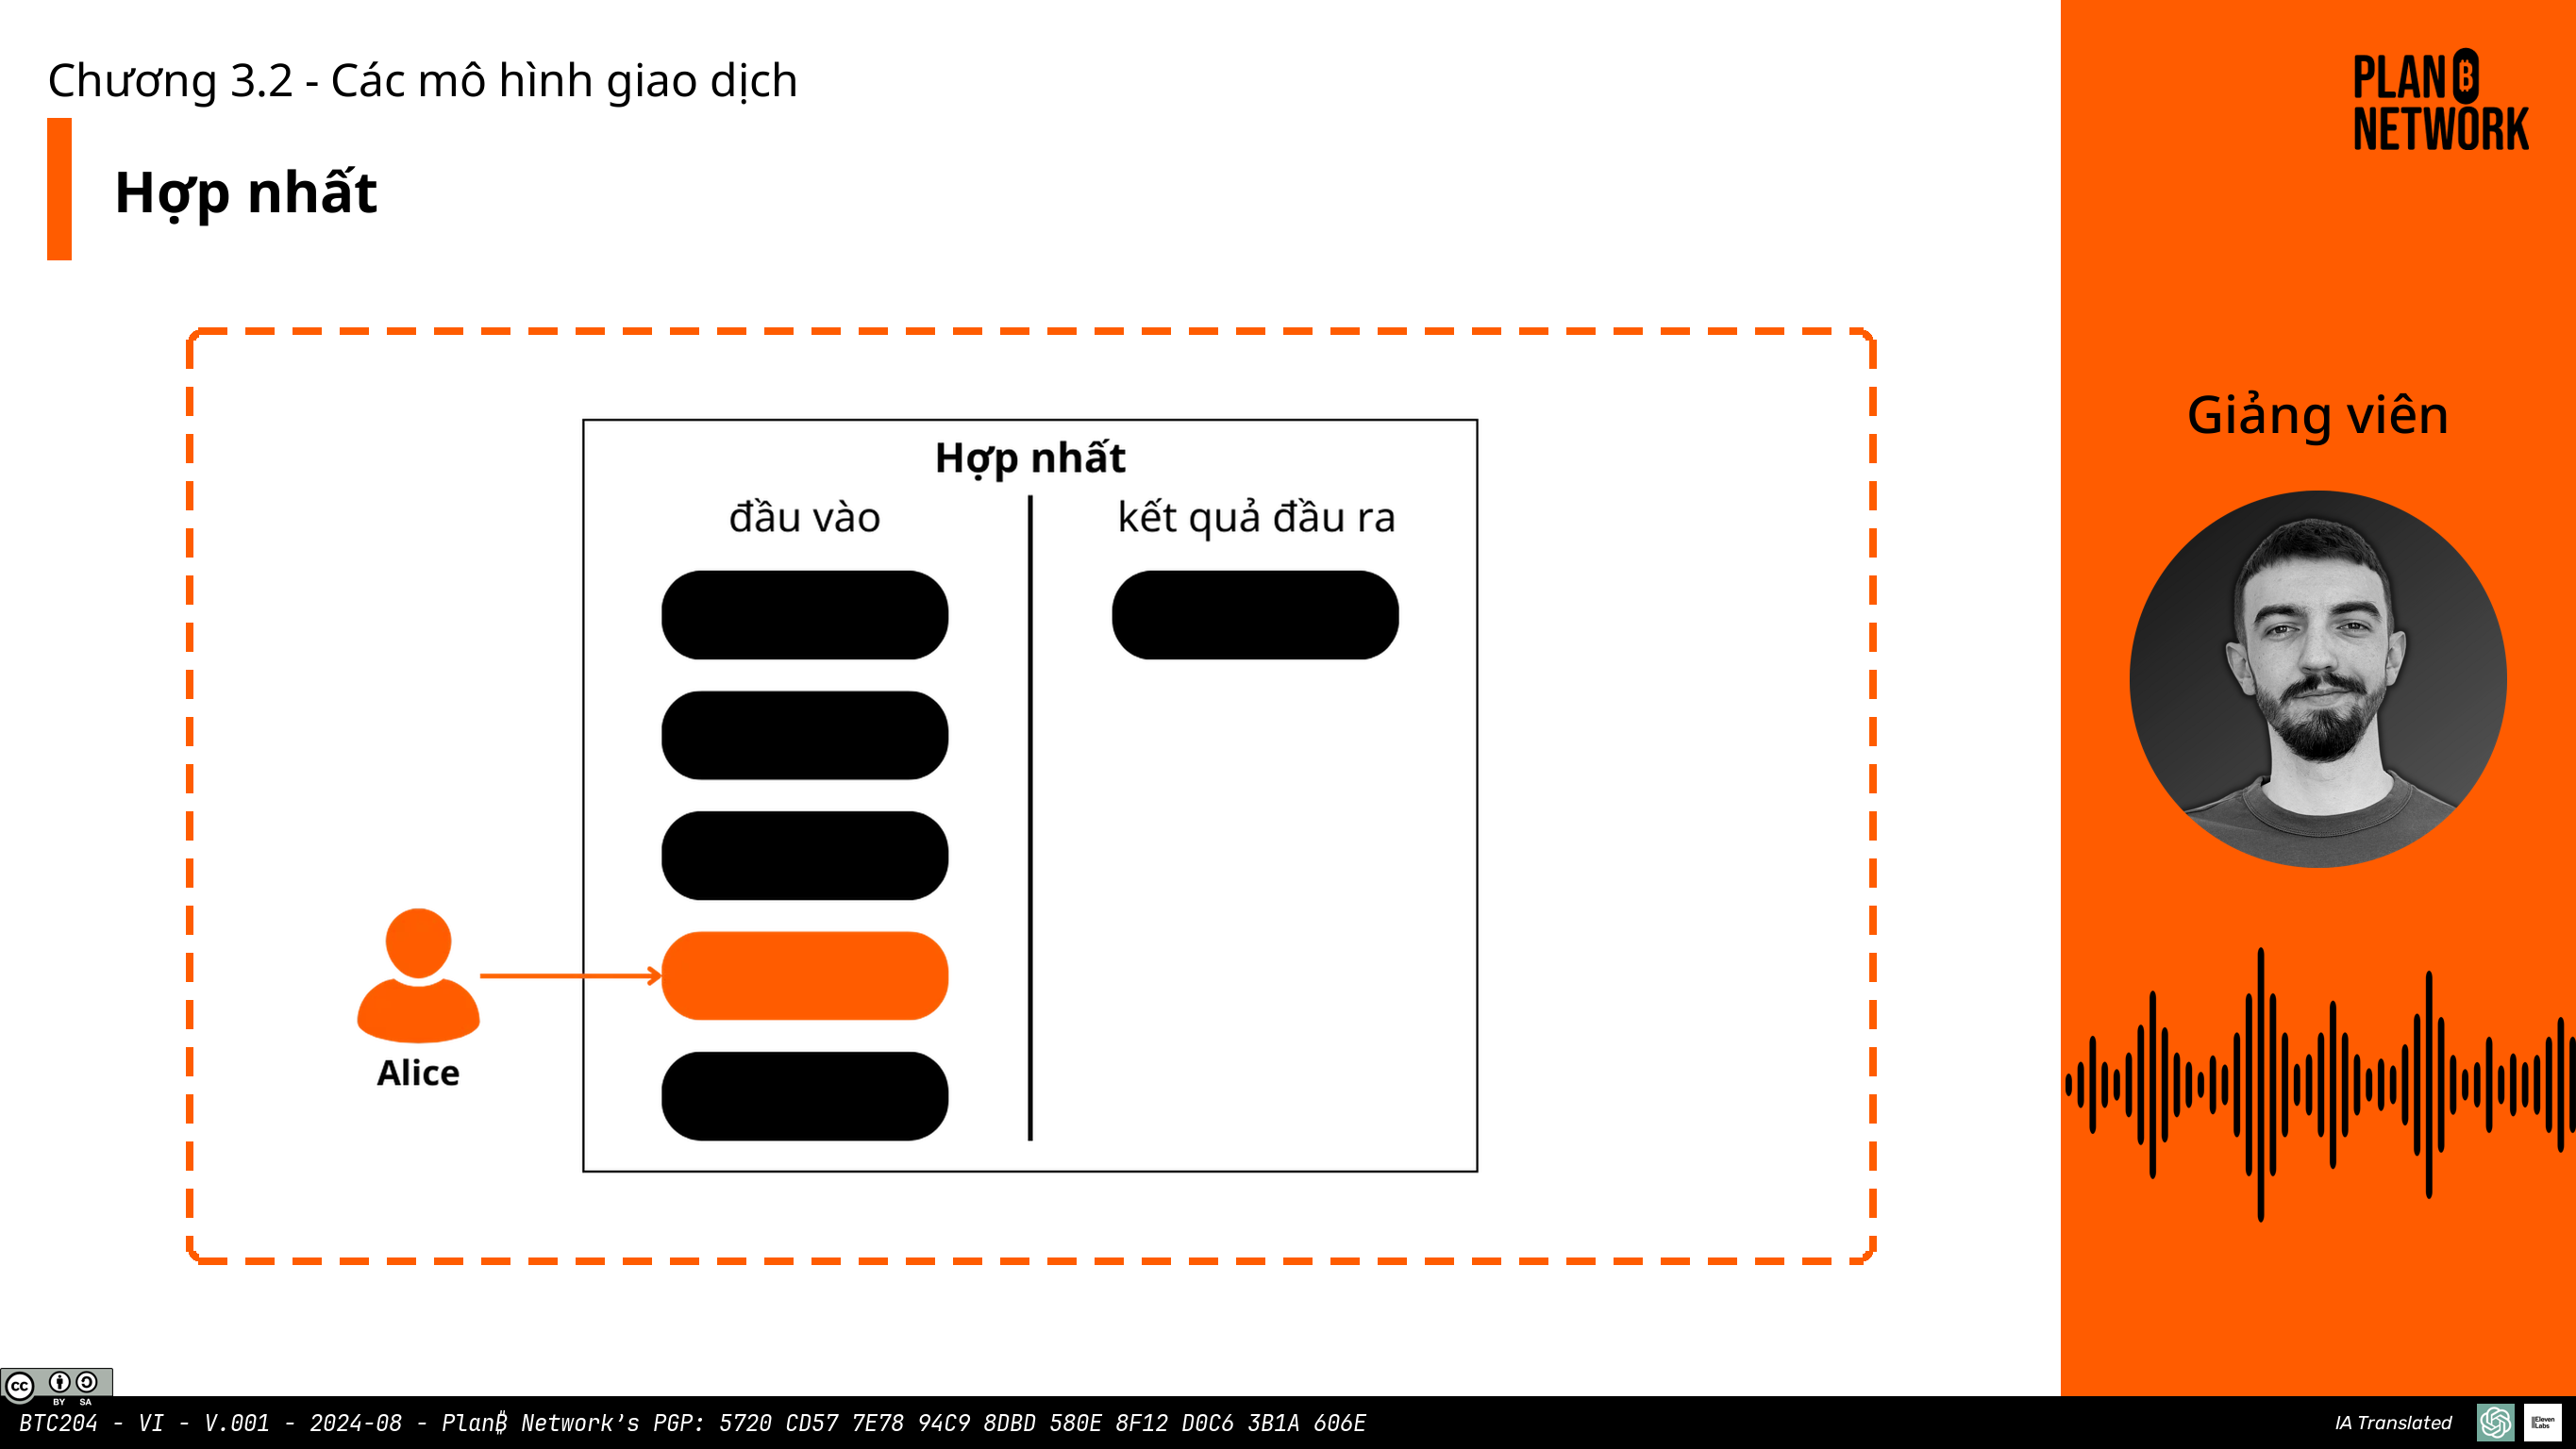 Chương 3.2 - Các mô hình giao dịch
Hợp nhất
PLAN ₿
NETWORK
Giảng viên
Hợp nhất
đầu vào
kết quả đầu ra
Alice
cc
BY SA
BTC204 - VI - V.001 - 2024-08 - Plan₿ Network's PGP: 5720 CD57 7E78 94C9 8DBD 580E 8F12 D0C6 3B1A 606E
IA Translated
ElevenLabs